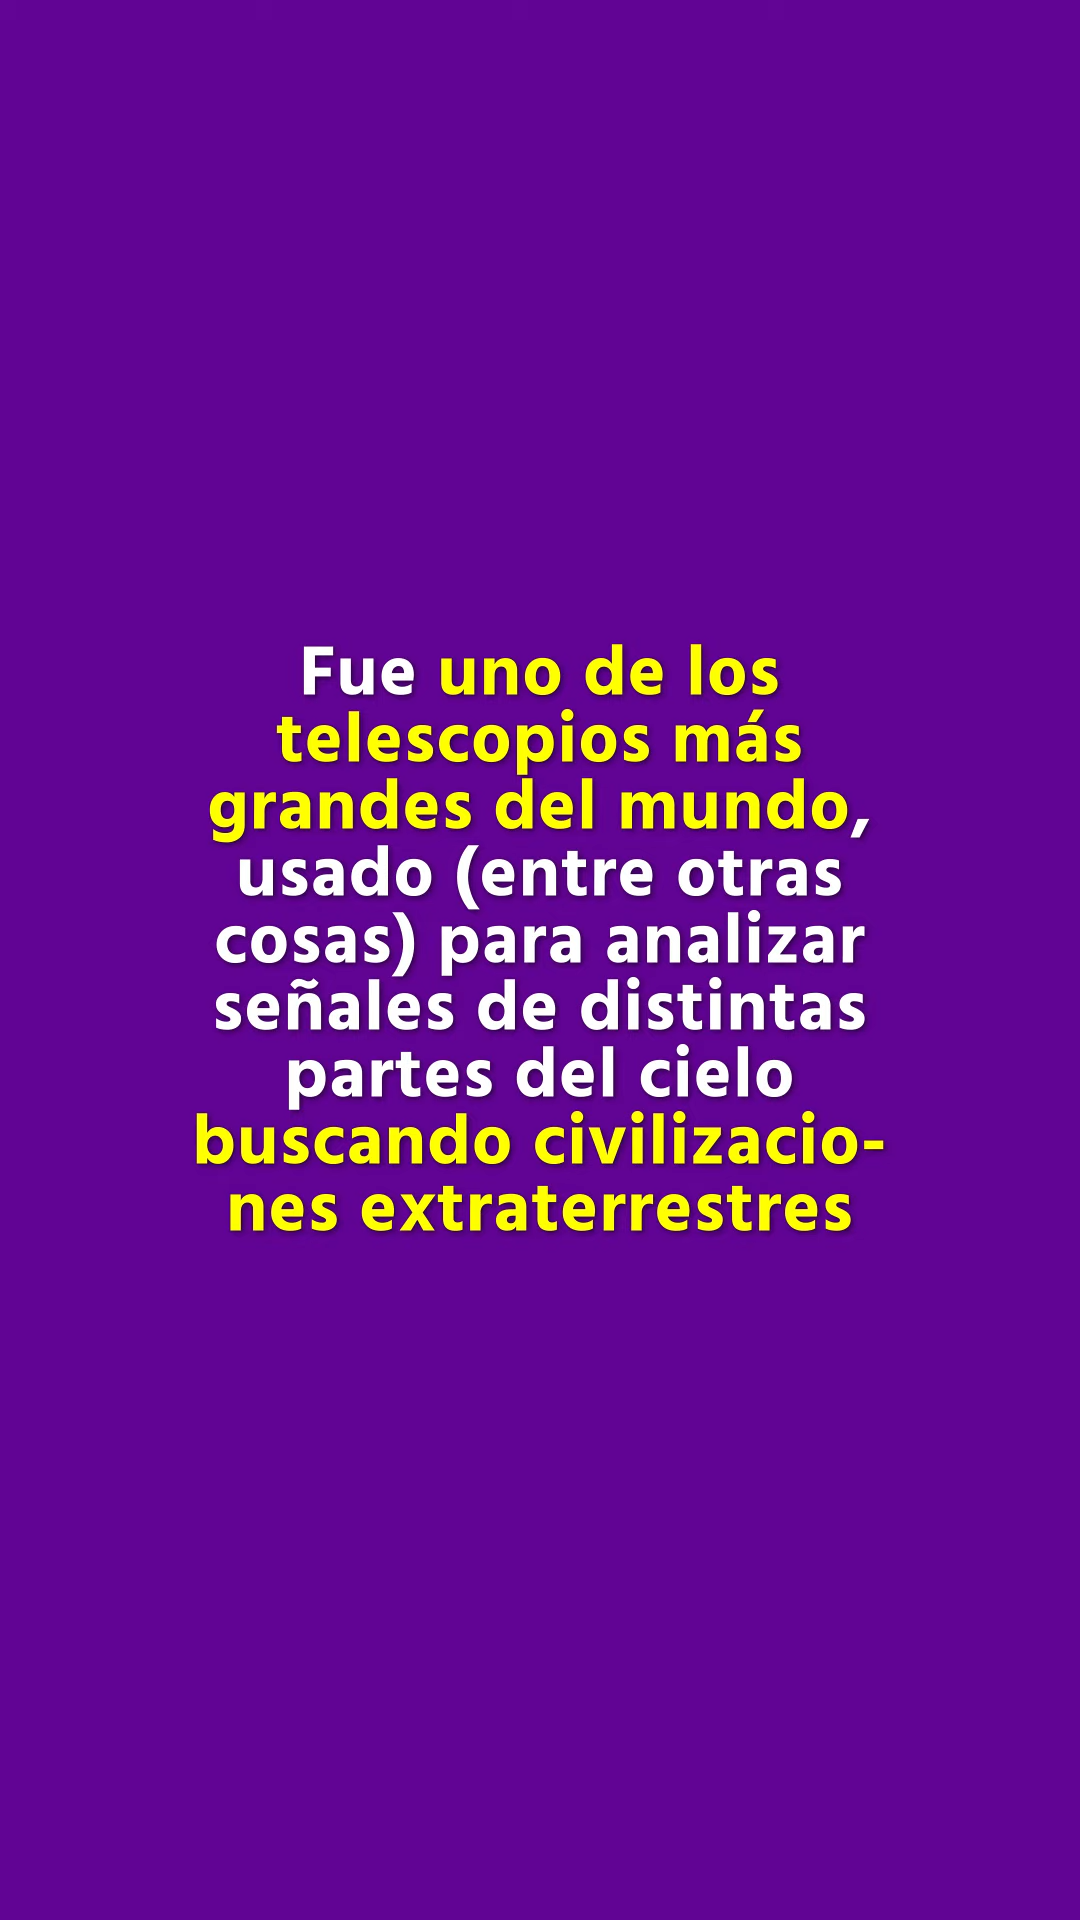 Fue uno de los
telescopios más
grandes del mundo,
usado (entre otras
cosas) para analizar
señales de distintas
partes del cielo
buscando civilizacio-
nes extraterrestres